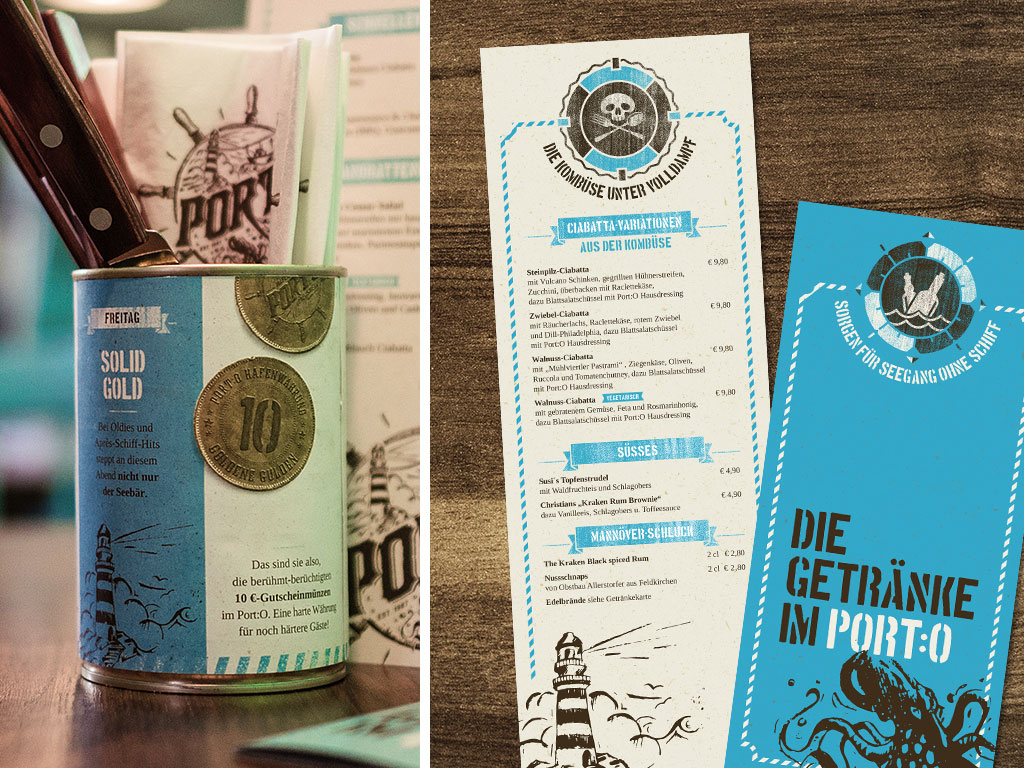 PORT
FREITAG
SOLID
GOLD
Bei Oldies und
Après-Schiff-Hits
steppt an diesem
Abend nicht nur
der Seebär.
PORT:O HAFENWÄHRUNG
10
GOLDENE GULDEN
Das sind sie also,
die berühmt-berüchtigten
10 €-Gutscheinmünzen
im Port:O. Eine harte Währung
für noch härtere Gäste!
PO
DIE KOMBÜSE UNTER VOLLDAMPF
CIABATTA-VARIATIONEN
AUS DER KOMBÜSE
Steinpilz-Ciabatta € 9,80
mit Vulcano Schinken, gegrillten Hühnerstreifen,
Zucchini, überbacken mit Raclettekäse,
dazu Blattsalatschüssel mit Port:O Hausdressing
Zwiebel-Ciabatta € 9,80
mit Räucherlachs, Raclettekäse, rotem Zwiebel
und Dill-Philadelphia, dazu Blattsalatschüssel
mit Port:O Hausdressing
Walnuss-Ciabatta € 9,80
mit „Mühlviertler Pastrami“ , Ziegenkäse, Oliven,
Ruccola und Tomatenchutney, dazu Blattsalatschüssel
mit Port:O Hausdressing
Walnuss-Ciabatta VEGETARISCH € 9,80
mit gebratenem Gemüse, Feta und Rosmarinhonig,
dazu Blattsalatschüssel mit Port:O Hausdressing
SÜSSES
Susi´s Topfenstrudel € 4,90
mit Waldfruchteis und Schlagobers
Christians „Kraken Rum Brownie“ € 4,90
dazu Vanilleeis, Schlagobers u. Toffeesauce
MANNÖVER-SCHLUCK
The Kraken Black spiced Rum 2 cl € 2,80
Nussschnaps 2 cl € 2,80
von Obstbau Allerstorfer aus Feldkirchen
Edelbrände siehe Getränkekarte
SORGEN FÜR SEEGANG OHNE SCHIFF
DIE
GETRÄNKE
IM PORT:O